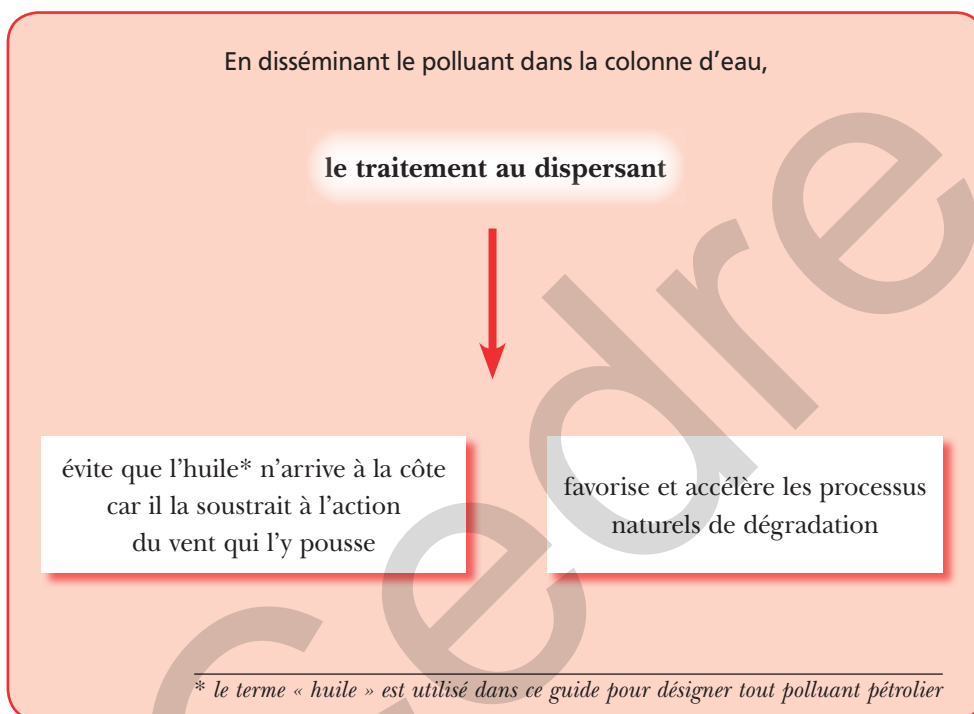 En disséminant le polluant dans la colonne d'eau,
le traitement au dispersant
évite que l'huile* n'arrive à la côte
car il la soustrait à l'action
du vent qui l'y pousse
favorise et accélère les processus
naturels de dégradation
* le terme « huile » est utilisé dans ce guide pour désigner tout polluant pétrolier
Cedre